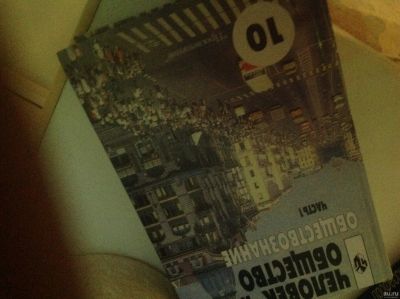 ЧЕЛОВЕК И
ОБЩЕСТВО
ОБЩЕСТВОЗНАНИЕ
ЧАСТЬ I
10
au.ru